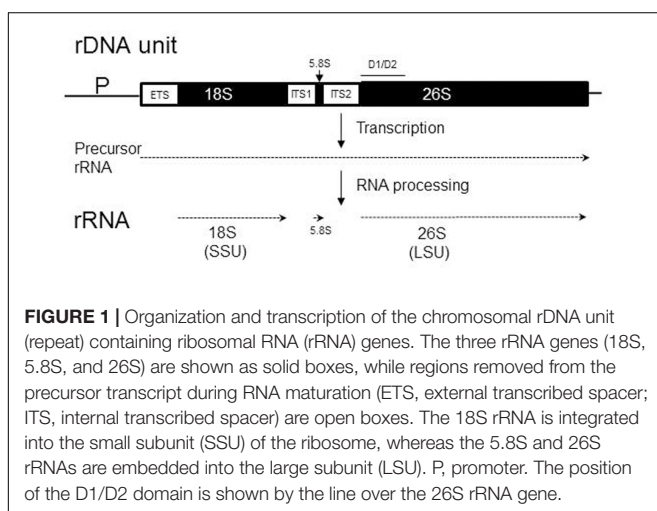 rDNA unit
P
5.8S
D1/D2
ETS
18S
ITS1
ITS2
26S
Transcription
Precursor
rRNA
RNA processing
rRNA
18S
(SSU)
5.8S
26S
(LSU)
FIGURE 1 | Organization and transcription of the chromosomal rDNA unit
(repeat) containing ribosomal RNA (rRNA) genes. The three rRNA genes (18S,
5.8S, and 26S) are shown as solid boxes, while regions removed from the
precursor transcript during RNA maturation (ETS, external transcribed spacer;
ITS, internal transcribed spacer) are open boxes. The 18S rRNA is integrated
into the small subunit (SSU) of the ribosome, whereas the 5.8S and 26S
rRNAs are embedded into the large subunit (LSU). P, promoter. The position
of the D1/D2 domain is shown by the line over the 26S rRNA gene.